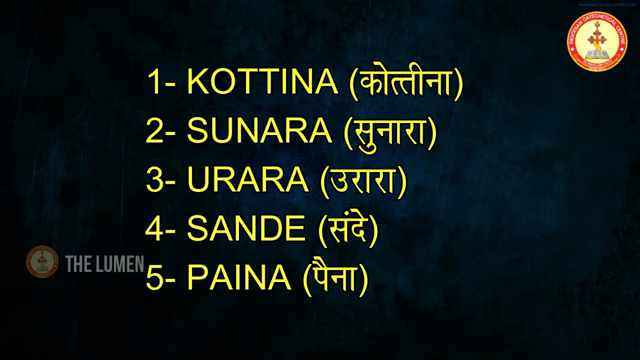 1- KOTTINA (कोत्तीना)
2- SUNARA (सुनारा)
3- URARA (उरारा)
4- SANDE (संदे)
THE LUMEN
5- PAINA (पैना)